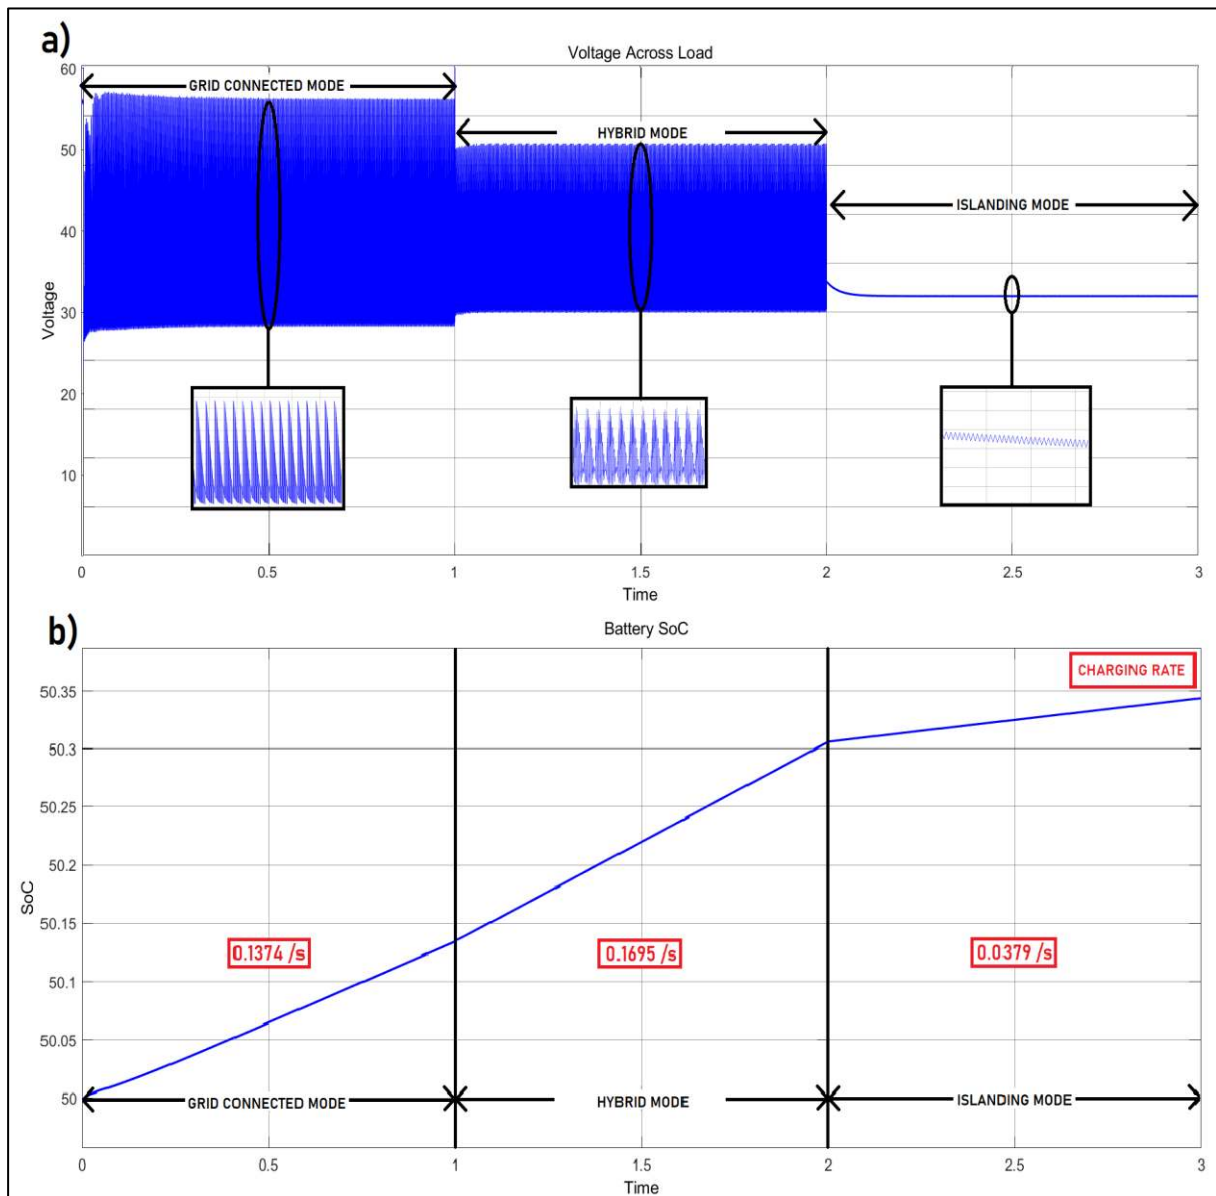 a)
Voltage Across Load
60
50
40
30
20
10
Voltage
GRID CONNECTED MODE
HYBRID MODE
ISLANDING MODE
0
0.5
1
1.5
2
2.5
3
Time
b)
Battery SoC
CHARGING RATE
50.35
50.3
50.25
50.2
50.15
50.1
50.05
50
SoC
0.1374 /s
0.1695 /s
0.0379 /s
GRID CONNECTED MODE
HYBRID MODE
ISLANDING MODE
0
0.5
1
1.5
2
2.5
3
Time